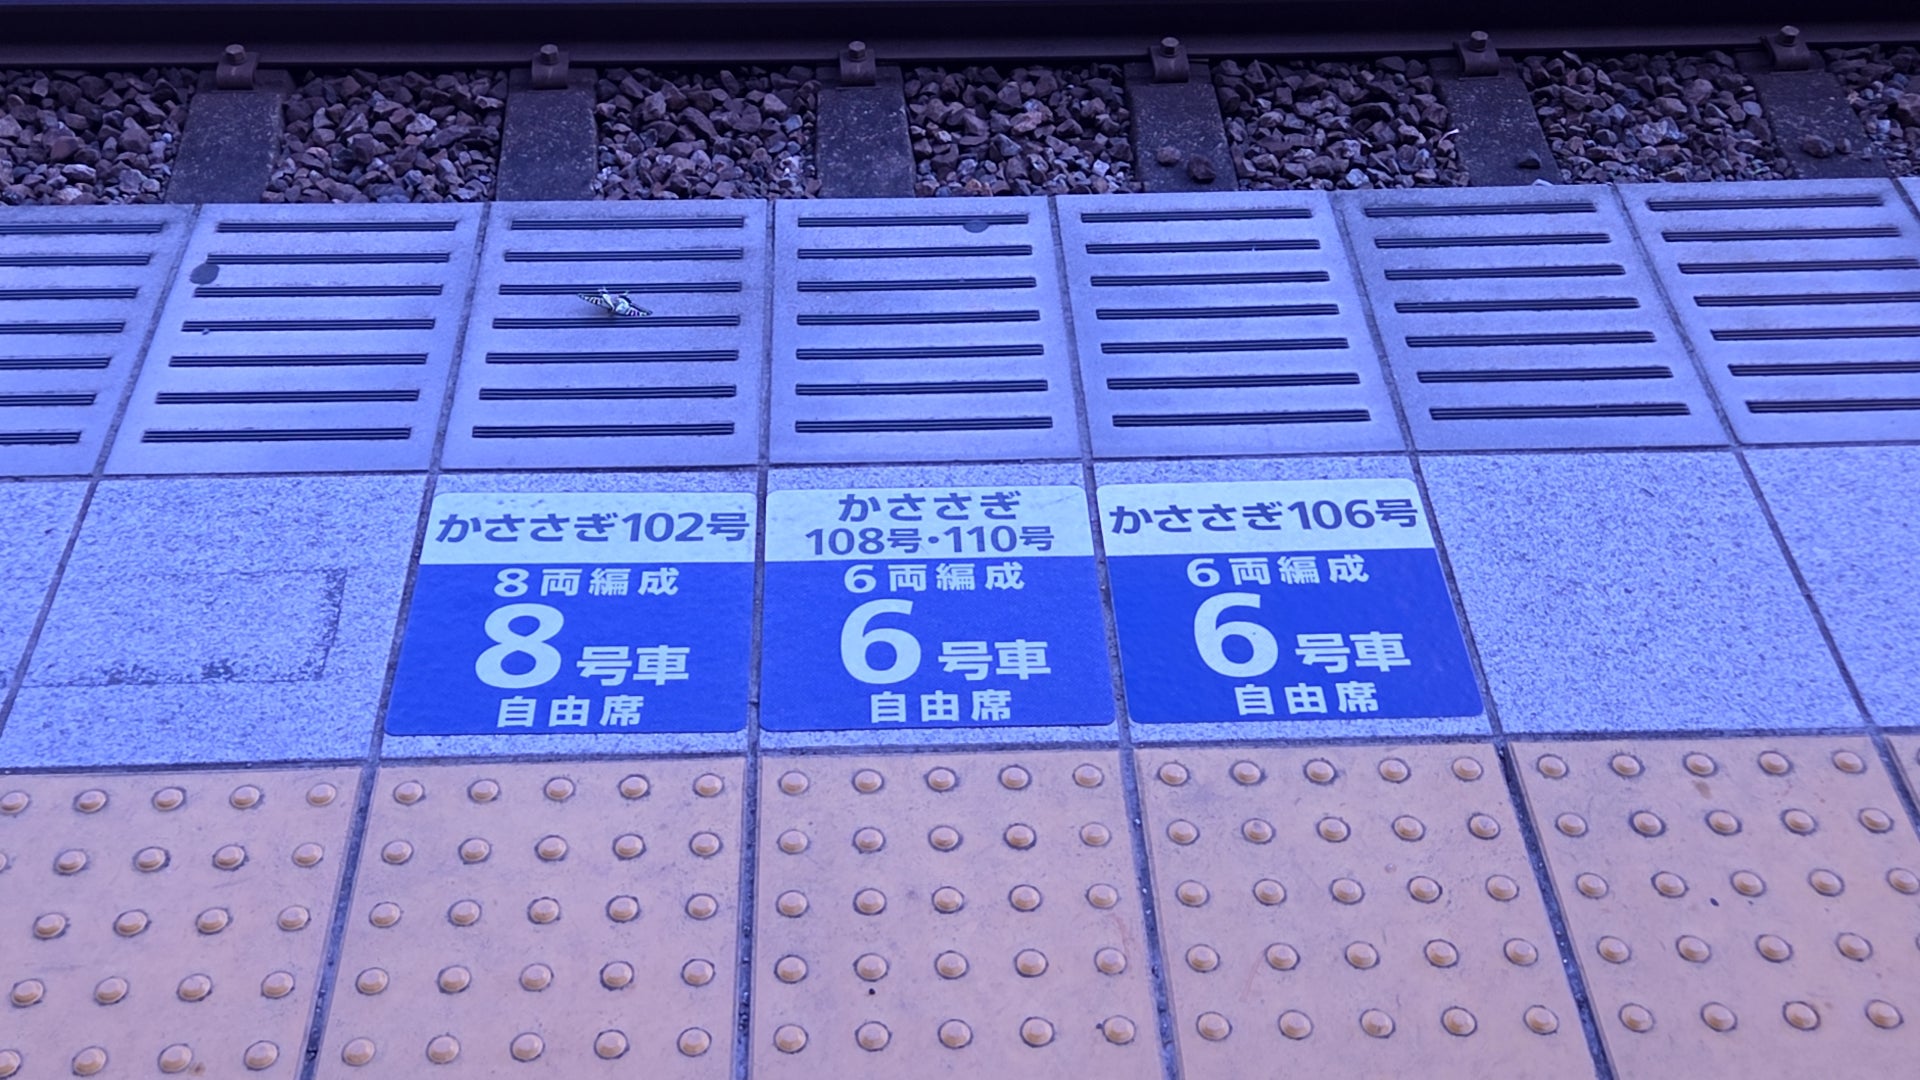 かささぎ102号
8両編成
8号車
自由席
かささぎ
108号・110号
6両編成
6号車
自由席
かささぎ106号
6両編成
6号車
自由席